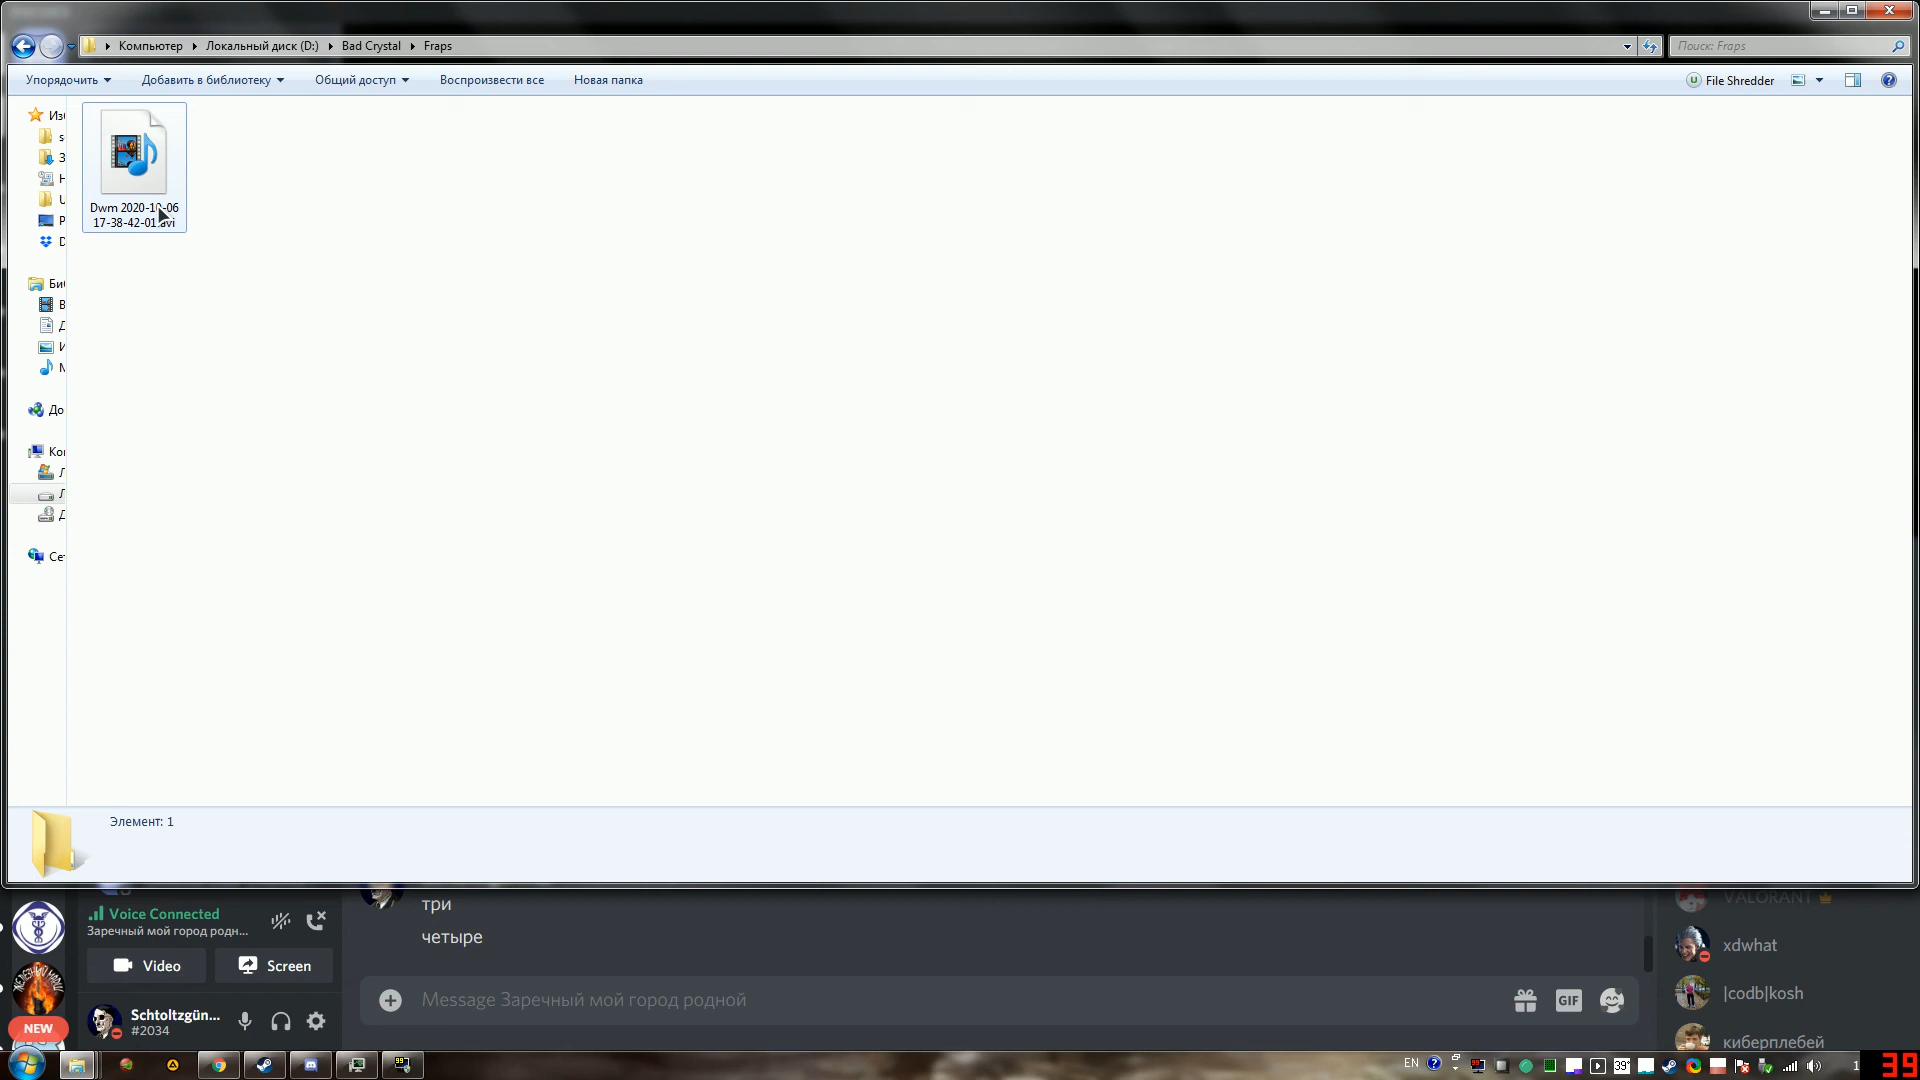 Компьютер ▸ Локальный диск (D:) ▸ Bad Crystal ▸ Fraps
Поиск: Fraps
Упорядочить
Добавить в библиотеку
Общий доступ
Воспроизвести все
Новая папка
File Shredder
Dwm 2020-10-06
17-38-42-01.avi
Элемент: 1
три
четыре
VALORANT
xdwhat
|codb|kosh
киберплебей
Voice Connected
Заречный мой город родн...
Video
Screen
Message Заречный мой город родной
GIF
Schtoltzgün...
#2034
NEW
EN
39°
39